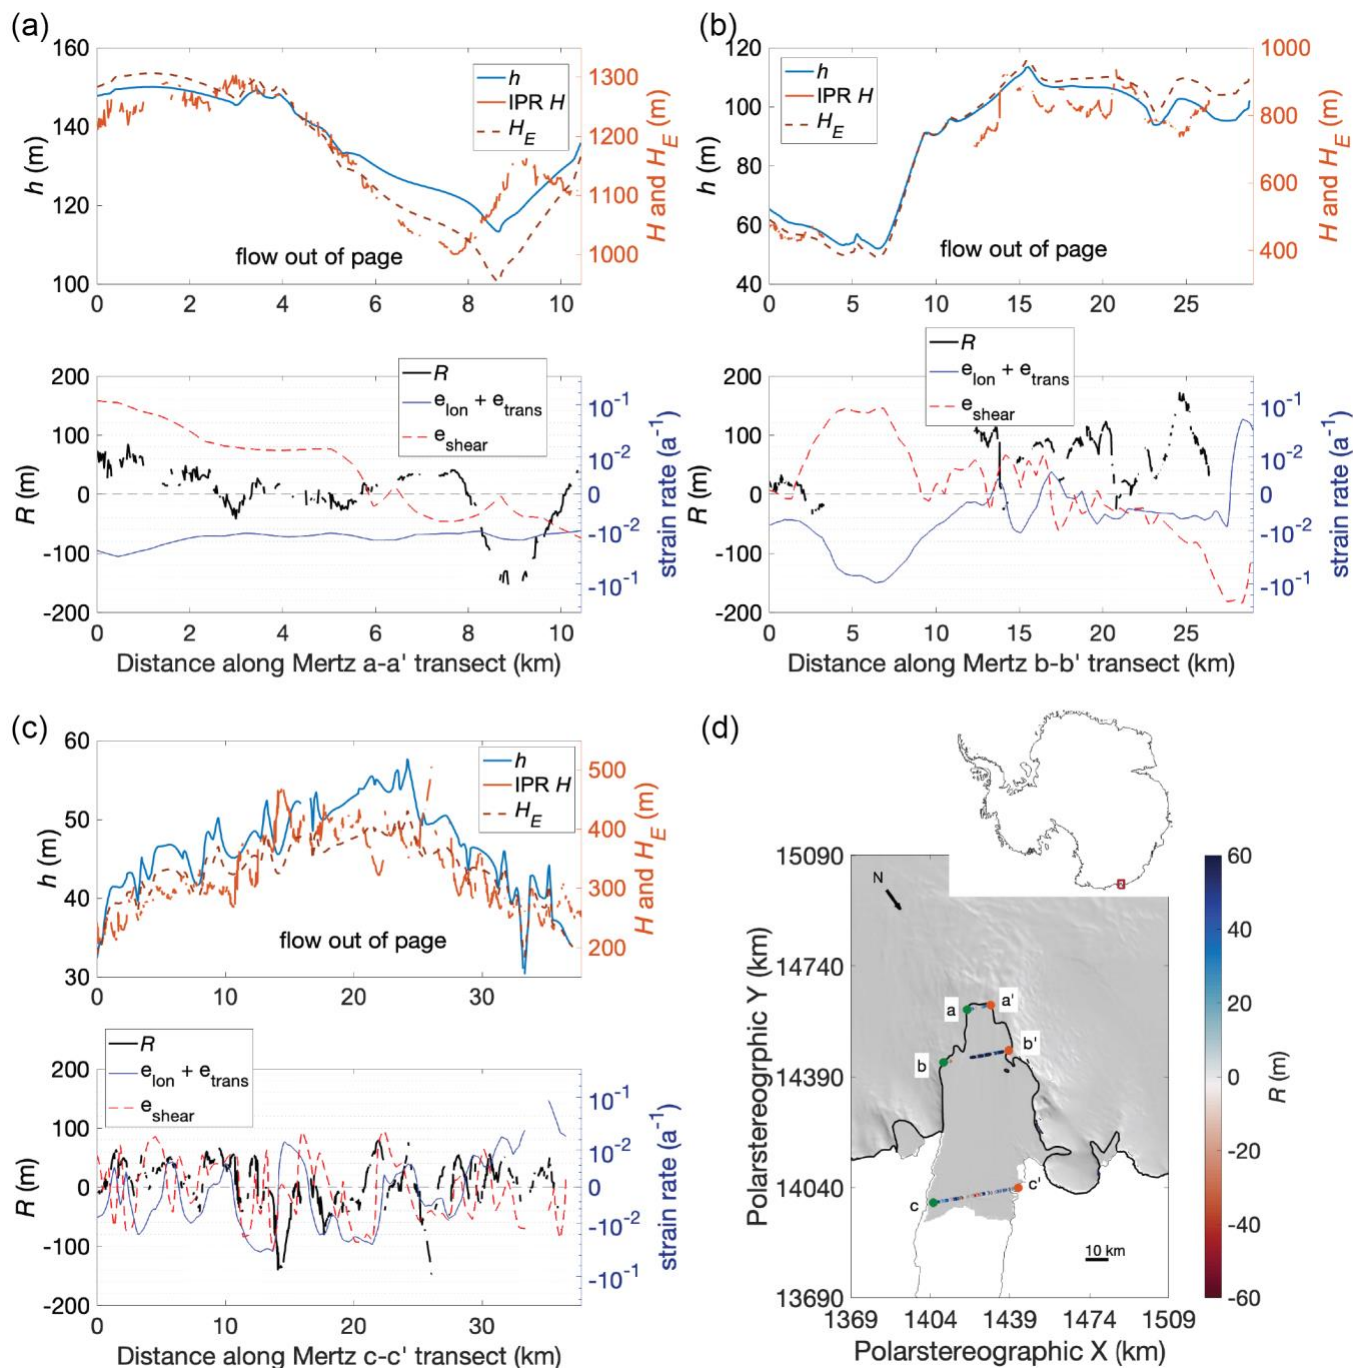 (a)
160
140
120
100
h (m)
1300
1200
1100
1000
H and H_E (m)
h
IPR H
H_E
flow out of page
0 2 4 6 8 10
200
100
0
-100
-200
R (m)
R
e_lon + e_trans
e_shear
10^-1
10^-2
0
-10^-2
-10^-1
strain rate (a^-1)
0 2 4 6 8 10
Distance along Mertz a-a' transect (km)
(b)
120
100
80
60
40
h (m)
1000
800
600
400
H and H_E (m)
h
IPR H
H_E
flow out of page
0 5 10 15 20 25
200
100
0
-100
-200
R (m)
R
e_lon + e_trans
e_shear
10^-1
10^-2
0
-10^-2
-10^-1
strain rate (a^-1)
0 5 10 15 20 25
Distance along Mertz b-b' transect (km)
(c)
60
50
40
30
h (m)
500
400
300
200
H and H_E (m)
h
IPR H
H_E
flow out of page
0 10 20 30
200
100
0
-100
-200
R (m)
R
e_lon + e_trans
e_shear
10^-1
10^-2
0
-10^-2
-10^-1
strain rate (a^-1)
0 10 20 30
Distance along Mertz c-c' transect (km)
(d)
15090
14740
14390
14040
13690
Polarstereogrphic Y (km)
N
a
a'
b
b'
c
c'
10 km
1369 1404 1439 1474 1509
Polarstereographic X (km)
60
40
20
0
-20
-40
-60
R (m)